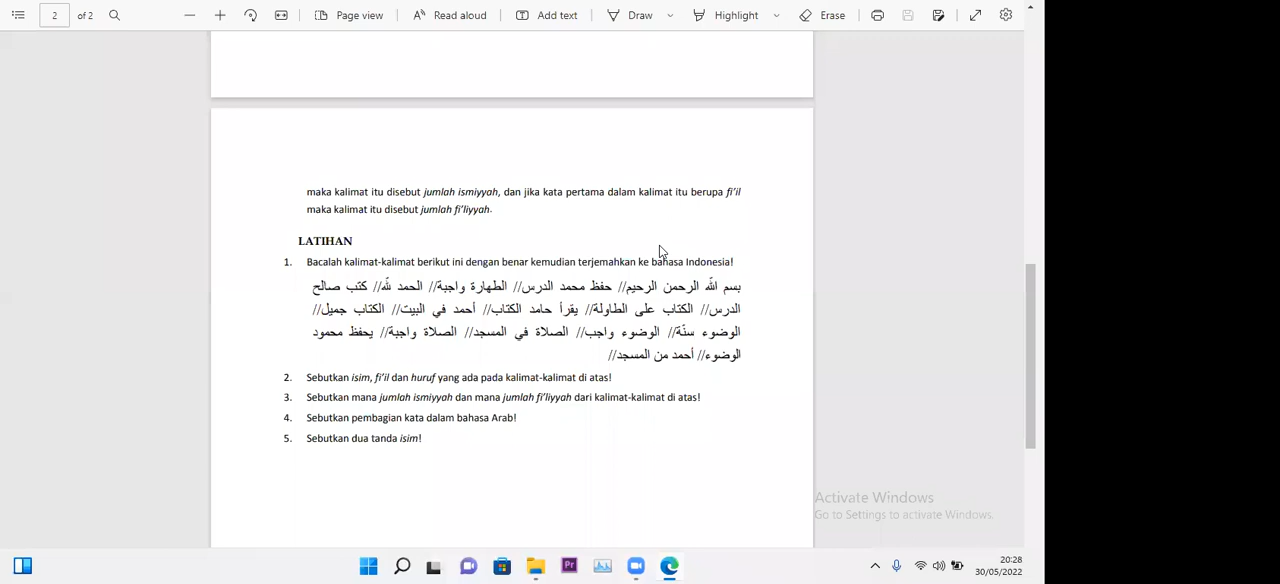 2 of 2 Page view Read aloud Add text Draw Highlight Erase
maka kalimat itu disebut jumlah ismiyyah, dan jika kata pertama dalam kalimat itu berupa fi'il
maka kalimat itu disebut jumlah fi'liyyah.
LATIHAN
1. Bacalah kalimat-kalimat berikut ini dengan benar kemudian terjemahkan ke bahasa Indonesia!
بسم الله الرحمن الرحيم// حفظ محمد الدرس// الطهارة واجبة// الحمد لله// كتب صالح
الدرس// الكتاب على الطاولة// يقرأ حامد الكتاب// أحمد في البيت// الكتاب جميل//
الوضوء سنّة// الوضوء واجب// الصلاة في المسجد// الصلاة واجبة// يحفظ محمود
الوضوء// أحمد من المسجد//
2. Sebutkan isim, fi'il dan huruf yang ada pada kalimat-kalimat di atas!
3. Sebutkan mana jumlah ismiyyah dan mana jumlah fi'liyyah dari kalimat-kalimat di atas!
4. Sebutkan pembagian kata dalam bahasa Arab!
5. Sebutkan dua tanda isim!
Activate Windows
Go to Settings to activate Windows.
Pr
20:28
30/05/2022